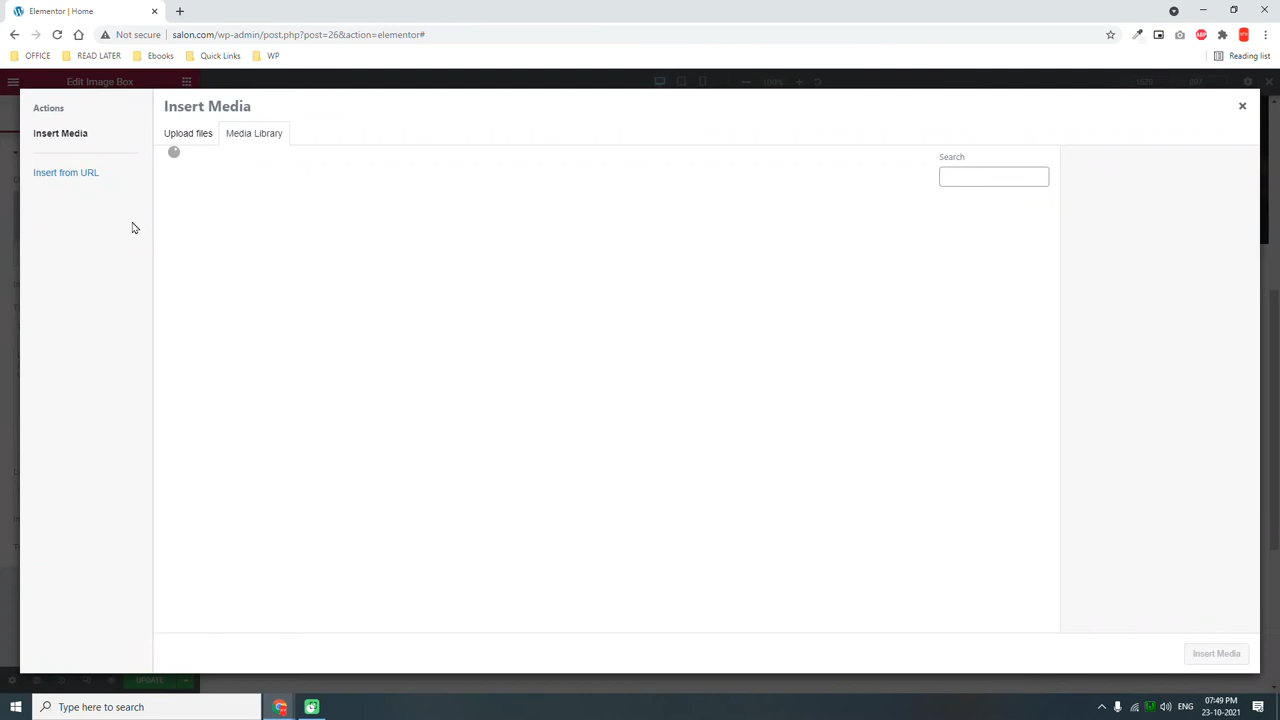 Elementor | Home
Not secure
salon.com/wp-admin/post.php?post=26&action=elementor#
OFFICE
READ LATER
Ebooks
Quick Links
WP
Reading list
Edit Image Box
Actions
Insert Media
Insert from URL
Insert Media
Upload files
Media Library
Search
Insert Media
UPDATE
Type here to search
ENG
07:49 PM
23-10-2021